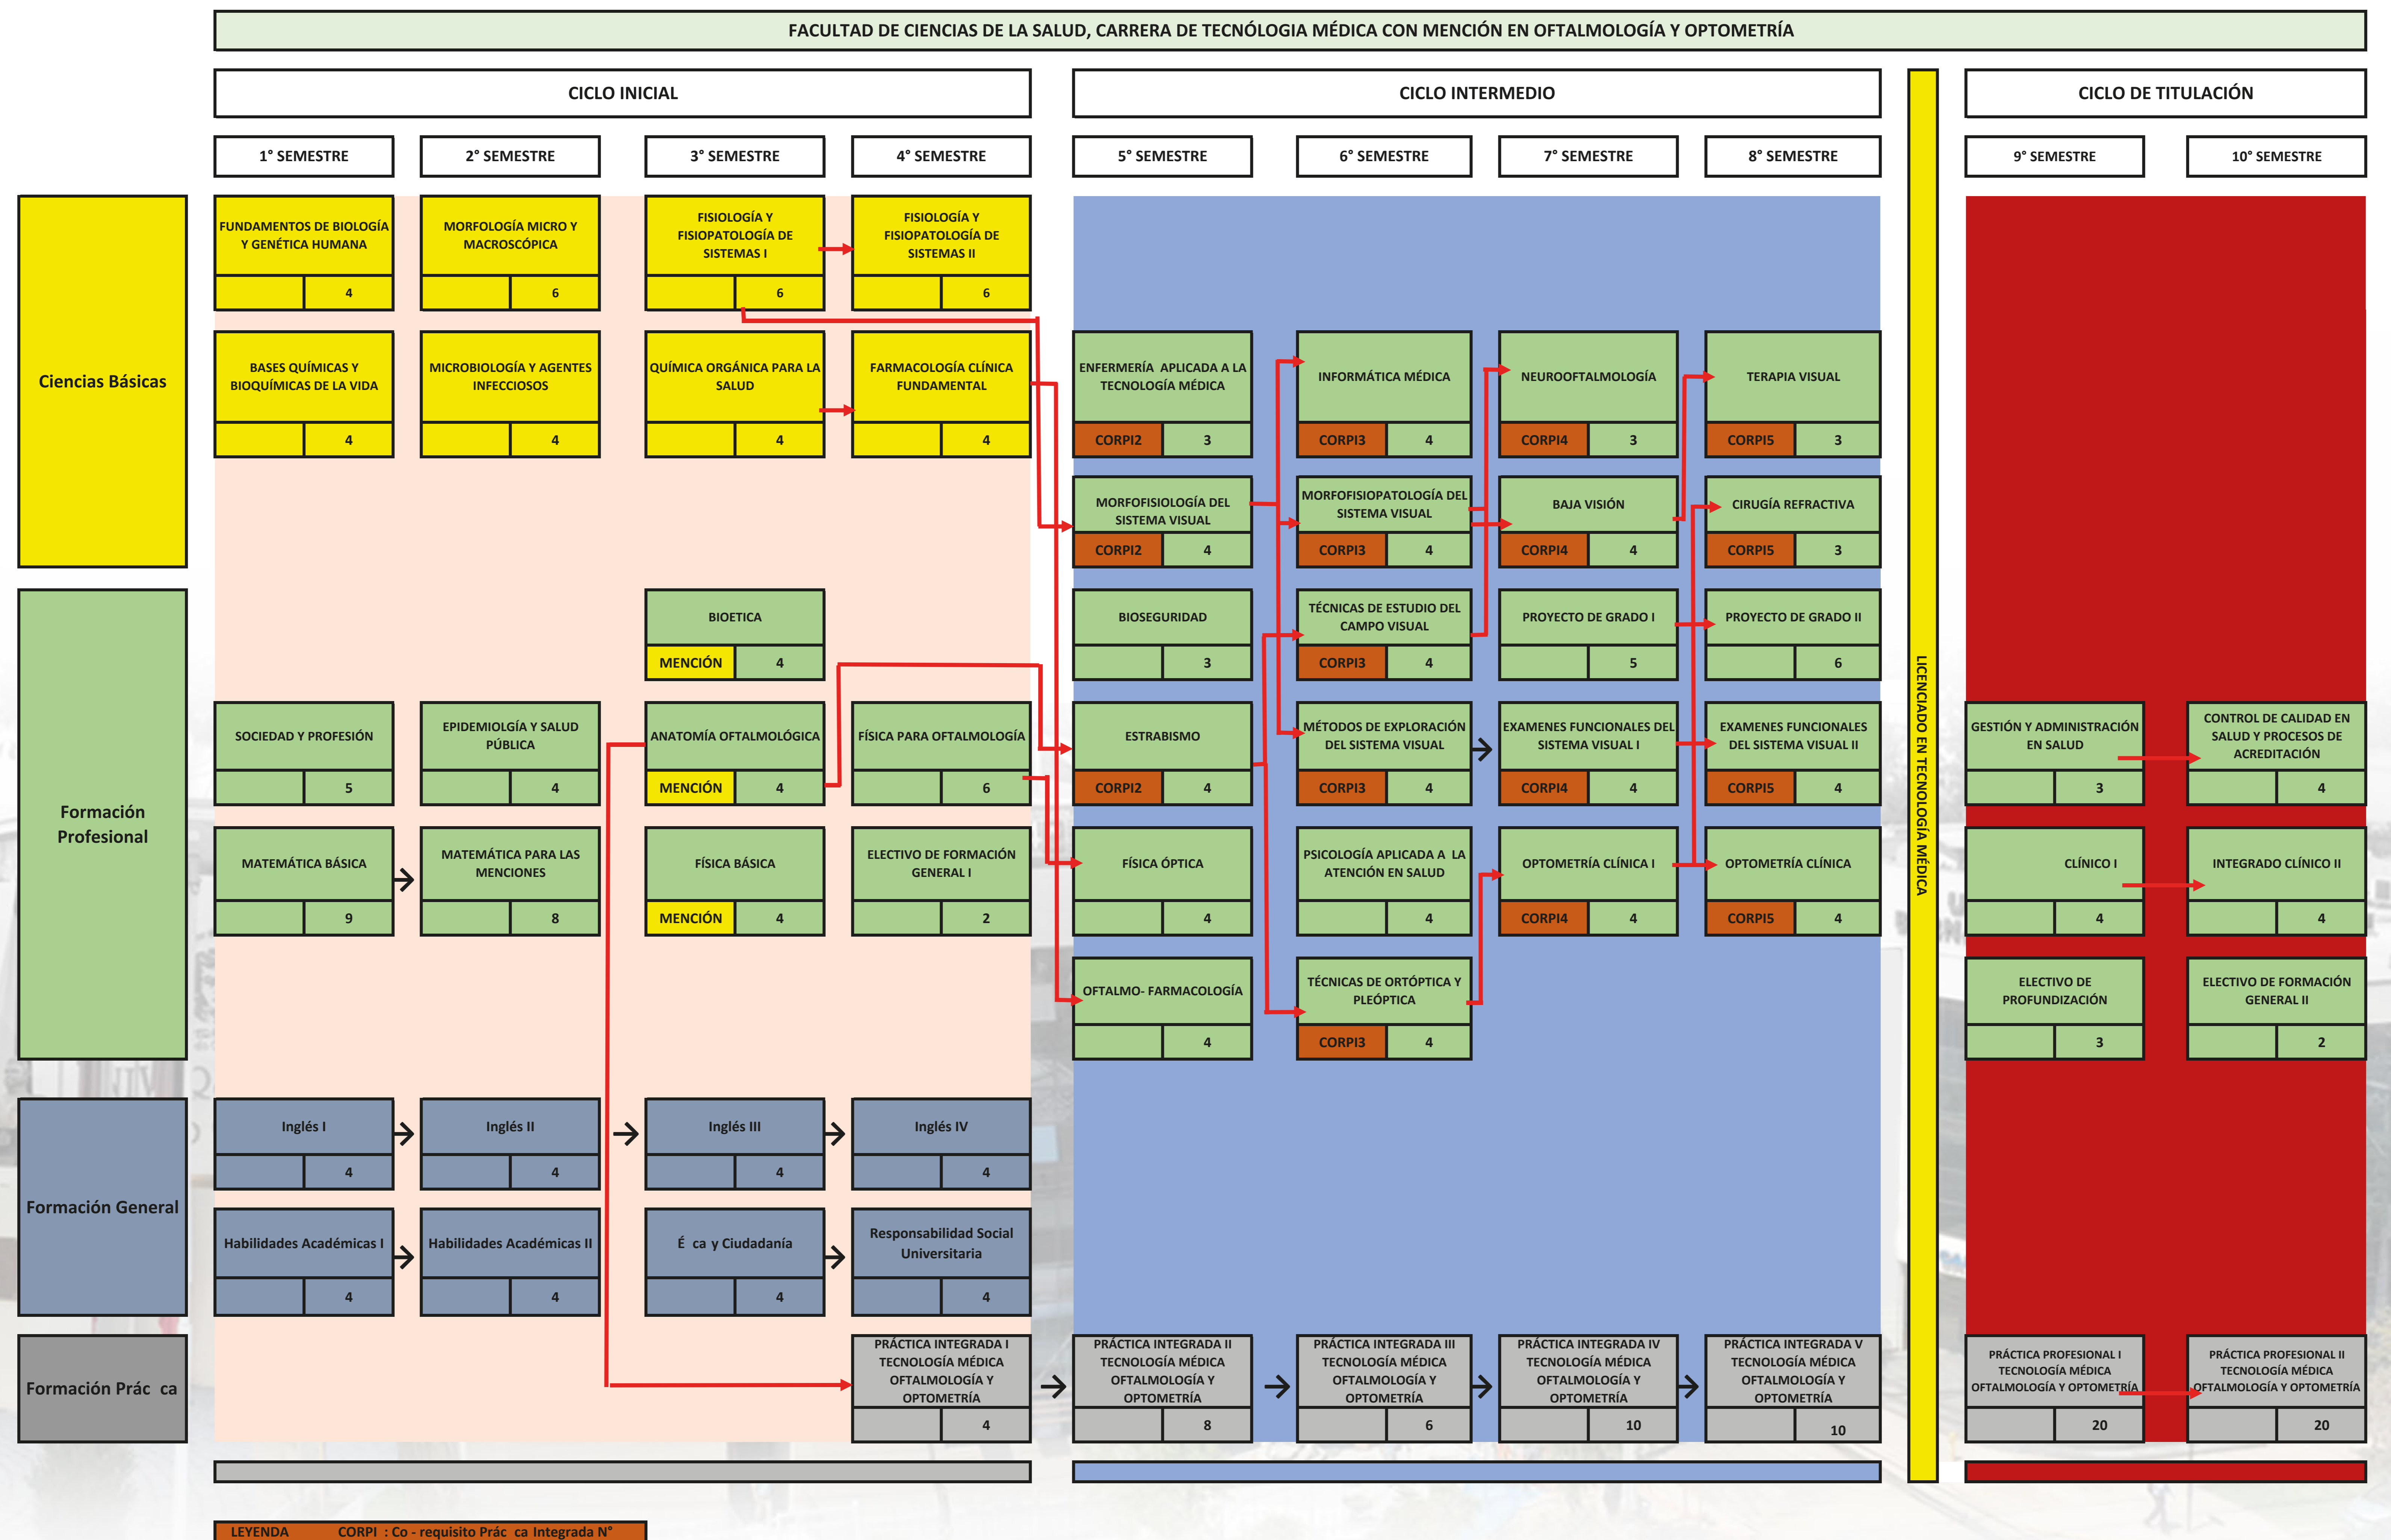 FACULTAD DE CIENCIAS DE LA SALUD, CARRERA DE TECNÓLOGIA MÉDICA CON MENCIÓN EN OFTALMOLOGÍA Y OPTOMETRÍA
CICLO INICIAL
CICLO INTERMEDIO
CICLO DE TITULACIÓN
1° SEMESTRE
2° SEMESTRE
3° SEMESTRE
4° SEMESTRE
5° SEMESTRE
6° SEMESTRE
7° SEMESTRE
8° SEMESTRE
9° SEMESTRE
10° SEMESTRE
Ciencias Básicas
FUNDAMENTOS DE BIOLOGÍA
Y GENÉTICA HUMANA
4
MORFOLOGÍA MICRO Y
MACROSCÓPICA
6
FISIOLOGÍA Y
FISIOPATOLOGÍA DE
SISTEMAS I
6
FISIOLOGÍA Y
FISIOPATOLOGÍA DE
SISTEMAS II
6
BASES QUÍMICAS Y
BIOQUÍMICAS DE LA VIDA
4
MICROBIOLOGÍA Y AGENTES
INFECCIOSOS
4
QUÍMICA ORGÁNICA PARA LA
SALUD
4
FARMACOLOGÍA CLÍNICA
FUNDAMENTAL
4
ENFERMERÍA APLICADA A LA
TECNOLOGÍA MÉDICA
CORPI2
3
INFORMÁTICA MÉDICA
CORPI3
4
NEUROOFTALMOLOGÍA
CORPI4
3
TERAPIA VISUAL
CORPI5
3
MORFOFISIOLOGÍA DEL
SISTEMA VISUAL
CORPI2
4
MORFOFISIOPATOLOGÍA DEL
SISTEMA VISUAL
CORPI3
4
BAJA VISIÓN
CORPI4
4
CIRUGÍA REFRACTIVA
CORPI5
3
Formación
Profesional
BIOETICA
MENCIÓN
4
BIOSEGURIDAD
3
TÉCNICAS DE ESTUDIO DEL
CAMPO VISUAL
CORPI3
4
PROYECTO DE GRADO I
5
PROYECTO DE GRADO II
6
SOCIEDAD Y PROFESIÓN
5
EPIDEMIOLGÍA Y SALUD
PÚBLICA
4
ANATOMÍA OFTALMOLÓGICA
MENCIÓN
4
FÍSICA PARA OFTALMOLOGÍA
6
ESTRABISMO
CORPI2
4
MÉTODOS DE EXPLORACIÓN
DEL SISTEMA VISUAL
CORPI3
4
EXAMENES FUNCIONALES DEL
SISTEMA VISUAL I
CORPI4
4
EXAMENES FUNCIONALES
DEL SISTEMA VISUAL II
CORPI5
4
GESTIÓN Y ADMINISTRACIÓN
EN SALUD
3
CONTROL DE CALIDAD EN
SALUD Y PROCESOS DE
ACREDITACIÓN
4
MATEMÁTICA BÁSICA
9
MATEMÁTICA PARA LAS
MENCIONES
8
FÍSICA BÁSICA
MENCIÓN
4
ELECTIVO DE FORMACIÓN
GENERAL I
2
FÍSICA ÓPTICA
4
PSICOLOGÍA APLICADA A LA
ATENCIÓN EN SALUD
4
OPTOMETRÍA CLÍNICA I
CORPI4
4
OPTOMETRÍA CLÍNICA
CORPI5
4
CLÍNICO I
4
INTEGRADO CLÍNICO II
4
OFTALMO- FARMACOLOGÍA
4
TÉCNICAS DE ORTÓPTICA Y
PLEÓPTICA
CORPI3
4
ELECTIVO DE
PROFUNDIZACIÓN
3
ELECTIVO DE FORMACIÓN
GENERAL II
2
LICENCIADO EN TECNOLOGÍA MÉDICA
Formación General
Inglés I
4
Inglés II
4
Inglés III
4
Inglés IV
4
Habilidades Académicas I
4
Habilidades Académicas II
4
É ca y Ciudadanía
4
Responsabilidad Social
Universitaria
4
Formación Prác ca
PRÁCTICA INTEGRADA I
TECNOLOGÍA MÉDICA
OFTALMOLOGÍA Y
OPTOMETRÍA
4
PRÁCTICA INTEGRADA II
TECNOLOGÍA MÉDICA
OFTALMOLOGÍA Y
OPTOMETRÍA
8
PRÁCTICA INTEGRADA III
TECNOLOGÍA MÉDICA
OFTALMOLOGÍA Y
OPTOMETRÍA
6
PRÁCTICA INTEGRADA IV
TECNOLOGÍA MÉDICA
OFTALMOLOGÍA Y
OPTOMETRÍA
10
PRÁCTICA INTEGRADA V
TECNOLOGÍA MÉDICA
OFTALMOLOGÍA Y
OPTOMETRÍA
10
PRÁCTICA PROFESIONAL I
TECNOLOGÍA MÉDICA
OFTALMOLOGÍA Y OPTOMETRÍA
20
PRÁCTICA PROFESIONAL II
TECNOLOGÍA MÉDICA
OFTALMOLOGÍA Y OPTOMETRÍA
20
LEYENDA CORPI : Co - requisito Prác ca Integrada N°